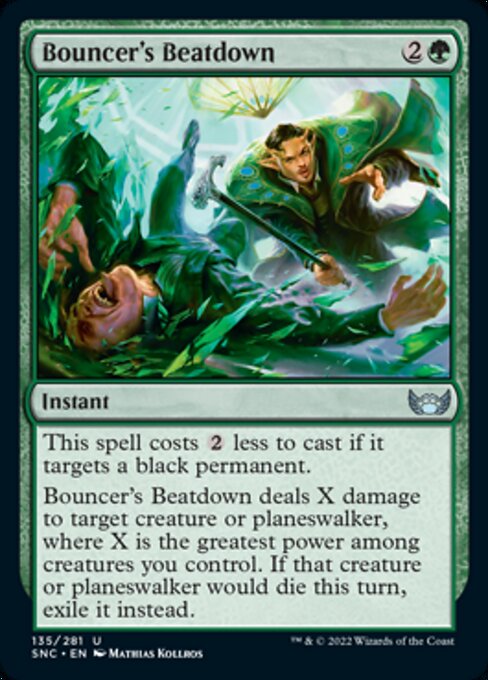 Bouncer's Beatdown 2
Instant
This spell costs 2 less to cast if it
targets a black permanent.
Bouncer's Beatdown deals X damage
to target creature or planeswalker,
where X is the greatest power among
creatures you control. If that creature
or planeswalker would die this turn,
exile it instead.
135/281 U
SNC • EN Mathias Kollros
™ & © 2022 Wizards of the Coast